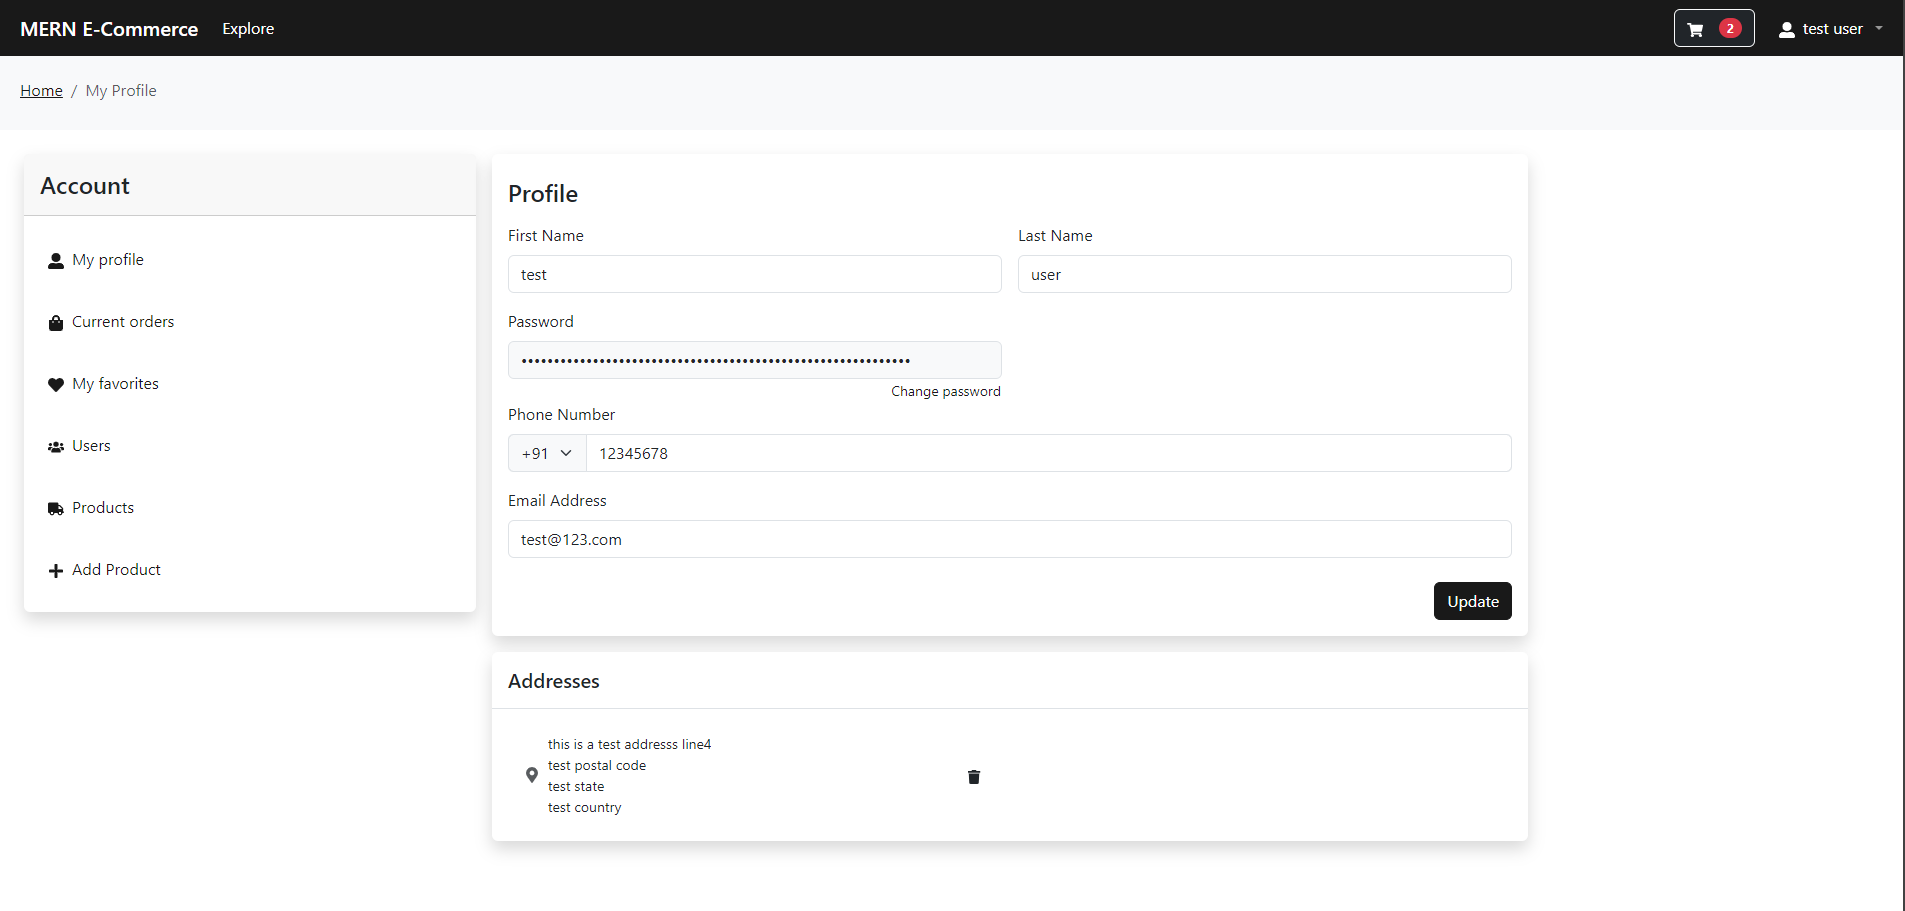 MERN E-Commerce Explore 2 test user
Home / My Profile
Account
My profile
Current orders
My favorites
Users
Products
Add Product
Profile
First Name Last Name
test user
Password
••••••••••••••••••••••••••••••••••••••••••••••••••••••••••••
Change password
Phone Number
+91 12345678
Email Address
test@123.com
Update
Addresses
this is a test addresss line4
test postal code
test state
test country